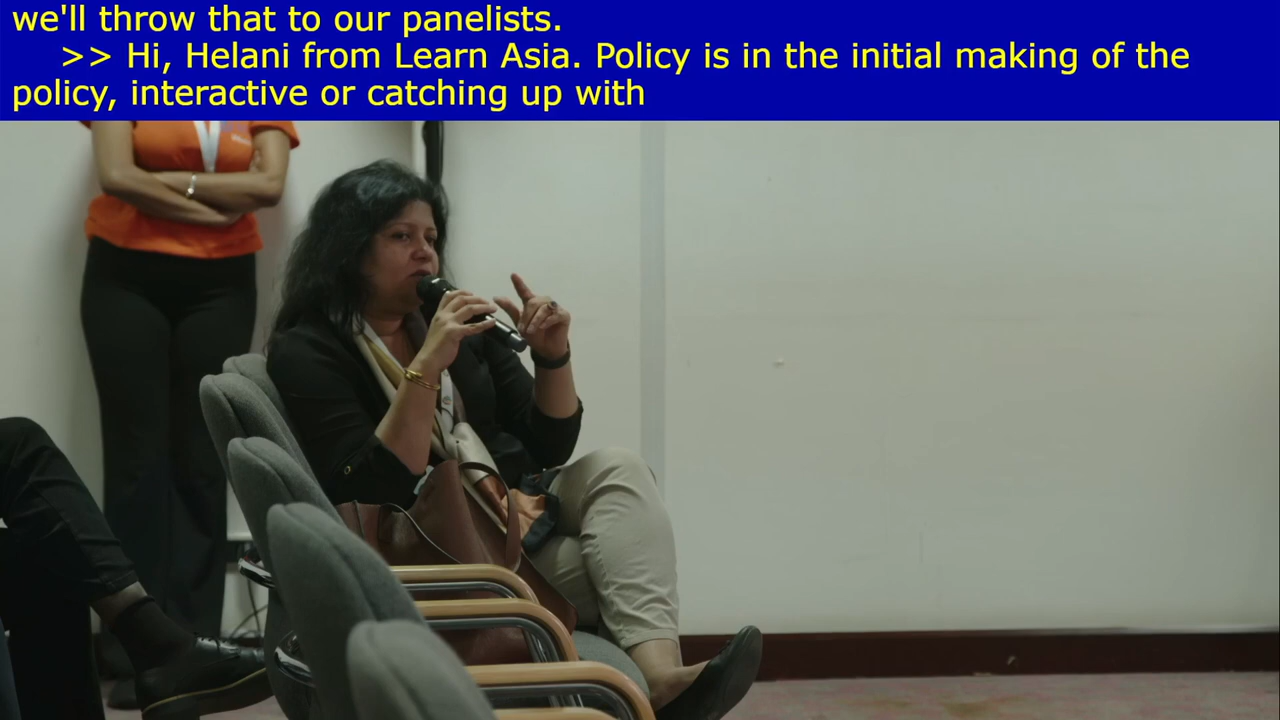 we'll throw that to our panelists.
>> Hi, Helani from Learn Asia. Policy is in the initial making of the
policy, interactive or catching up with